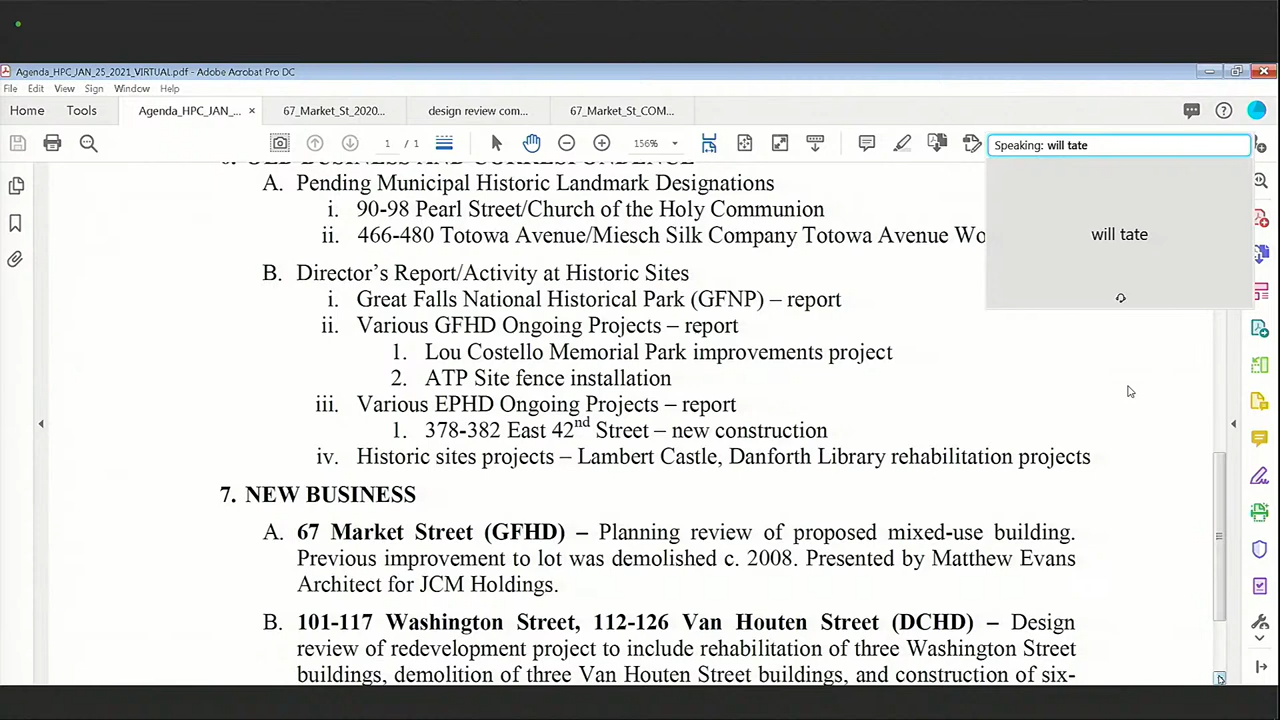 Agenda_HPC_JAN_25_2021_VIRTUAL.pdf - Adobe Acrobat Pro DC
File Edit View Sign Window Help
Home Tools Agenda_HPC_JAN_... × 67_Market_St_2020... design review com... 67_Market_St_COM...
1 / 1 156%
Speaking: will tate
will tate
6. OLD BUSINESS AND CORRESPONDENCE
A. Pending Municipal Historic Landmark Designations
i. 90-98 Pearl Street/Church of the Holy Communion
ii. 466-480 Totowa Avenue/Miesch Silk Company Totowa Avenue Wo
B. Director's Report/Activity at Historic Sites
i. Great Falls National Historical Park (GFNP) – report
ii. Various GFHD Ongoing Projects – report
1. Lou Costello Memorial Park improvements project
2. ATP Site fence installation
iii. Various EPHD Ongoing Projects – report
1. 378-382 East 42nd Street – new construction
iv. Historic sites projects – Lambert Castle, Danforth Library rehabilitation projects
7. NEW BUSINESS
A. 67 Market Street (GFHD) – Planning review of proposed mixed-use building.
Previous improvement to lot was demolished c. 2008. Presented by Matthew Evans
Architect for JCM Holdings.
B. 101-117 Washington Street, 112-126 Van Houten Street (DCHD) – Design
review of redevelopment project to include rehabilitation of three Washington Street
buildings, demolition of three Van Houten Street buildings, and construction of six-